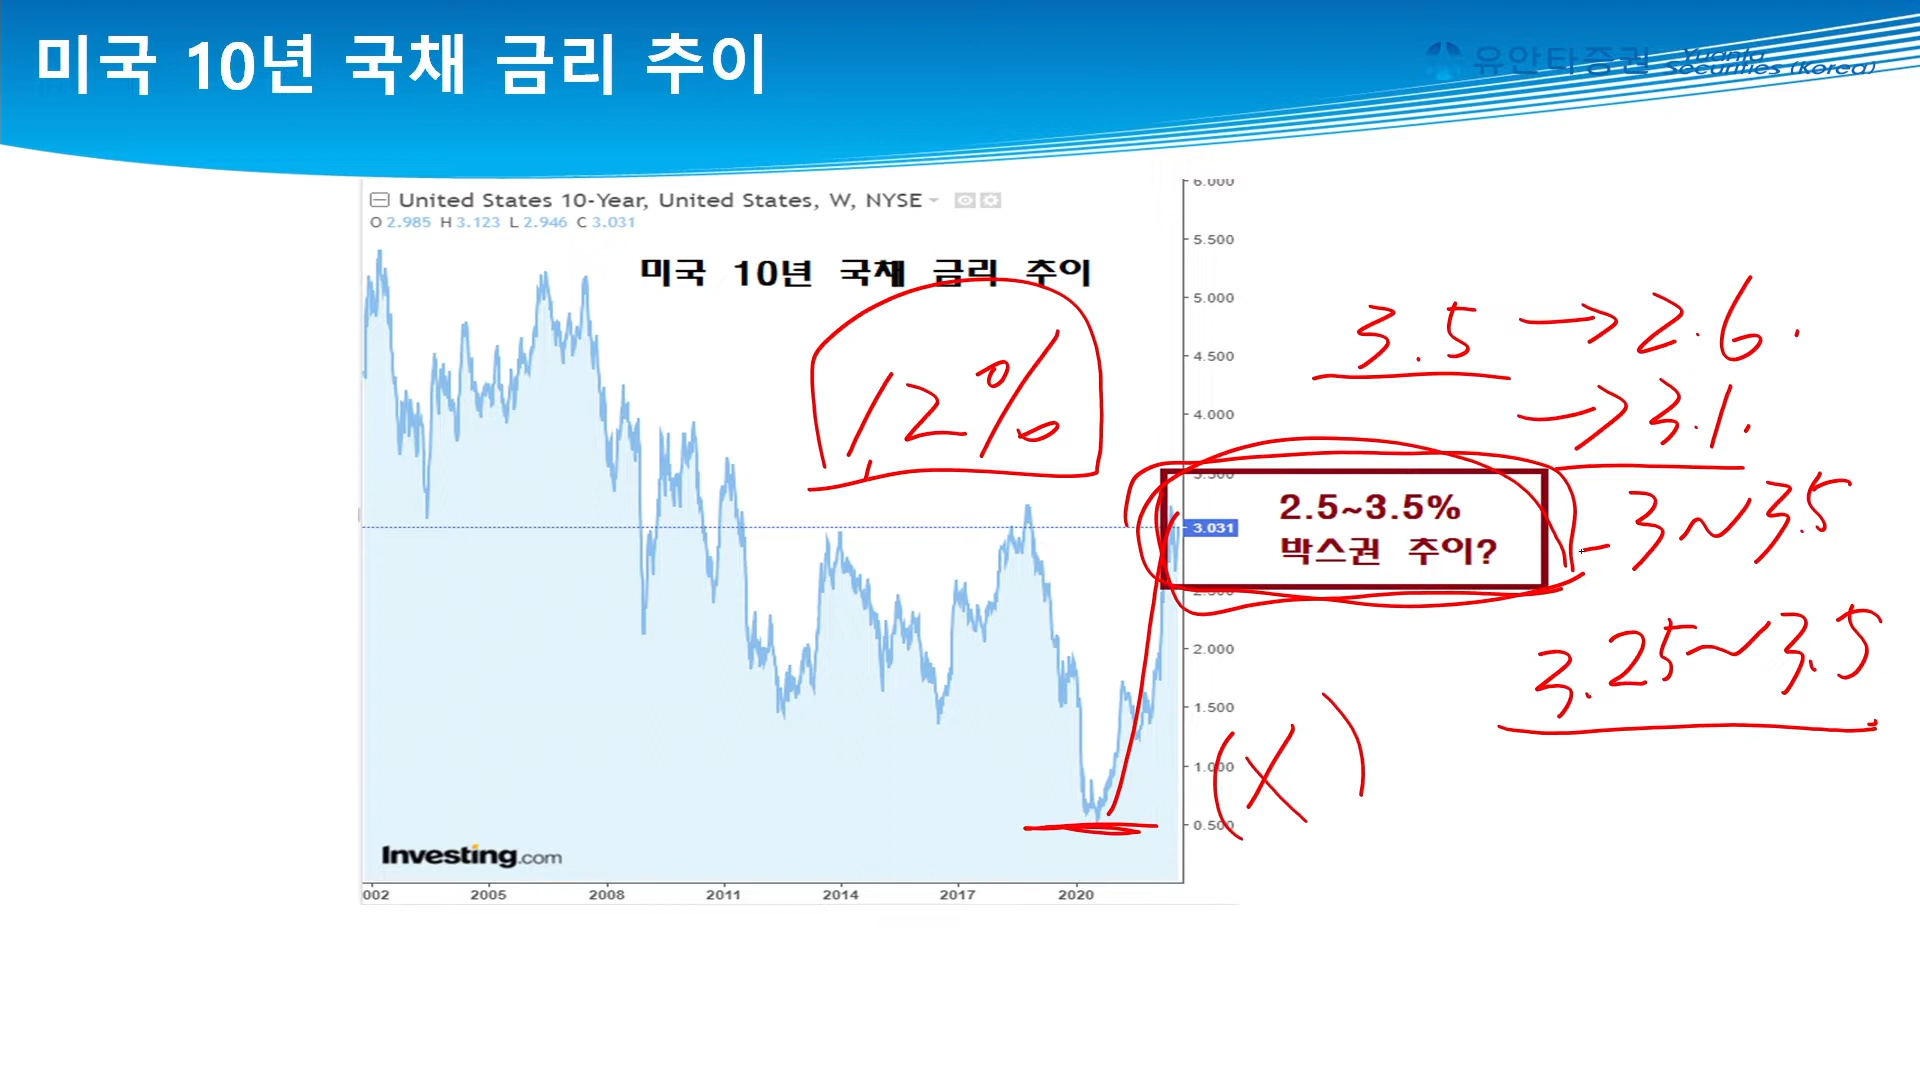 미국 10년 국채 금리 추이
유안타증권 Yuanta Securities (Korea)
United States 10-Year, United States, W, NYSE
O 2.985 H 3.123 L 2.946 C 3.031
미국 10년 국채 금리 추이
12%
6.000
5.500
5.000
4.500
4.000
3.500
3.031
2.500
2.000
1.500
1.000
0.500
2.5~3.5%
박스권 추이?
3.5 → 2.6.
→ 3.1.
- 3 ~ 3.5
3.25 ~ 3.5
(X)
Investing.com
002 2005 2008 2011 2014 2017 2020